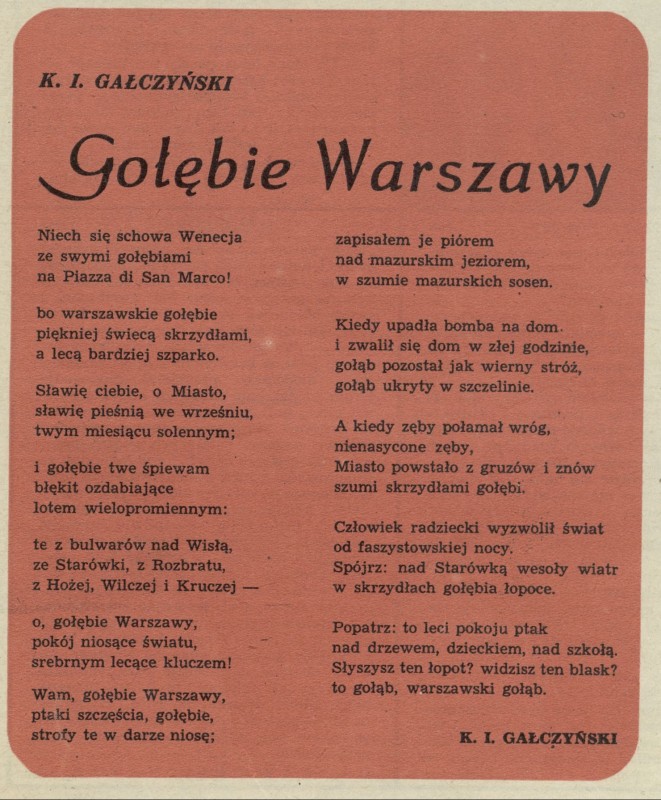 K. I. GAŁCZYŃSKI
Gołębie Warszawy
Niech się schowa Wenecja
ze swymi gołębiami
na Piazza di San Marco!
bo warszawskie gołębie
piękniej świecą skrzydłami,
a lecą bardziej szparko.
Sławię ciebie, o Miasto,
sławię pieśnią we wrześniu,
twym miesiącu solennym;
i gołębie twe śpiewam
błękit ozdabiające
lotem wielopromiennym:
te z bulwarów nad Wisłą,
ze Starówki, z Rozbratu,
z Hożej, Wilczej i Kruczej —
o, gołębie Warszawy,
pokój niosące światu,
srebrnym lecące kluczem!
Wam, gołębie Warszawy,
ptaki szczęścia, gołębie,
strofy te w darze niosę;
zapisałem je piórem
nad mazurskim jeziorem,
w szumie mazurskich sosen.
Kiedy upadła bomba na dom
i zwalił się dom w złej godzinie,
gołąb pozostał jak wierny stróż,
gołąb ukryty w szczelinie.
A kiedy zęby połamał wróg,
nienasycone zęby,
Miasto powstało z gruzów i znów
szumi skrzydłami gołębi.
Człowiek radziecki wyzwolił świat
od faszystowskiej nocy.
Spójrz: nad Starówką wesoły wiatr
w skrzydłach gołębia łopoce.
Popatrz: to leci pokoju ptak
nad drzewem, dzieckiem, nad szkołą.
Słyszysz ten łopot? widzisz ten blask?
to gołąb, warszawski gołąb.
K. I. GAŁCZYŃSKI